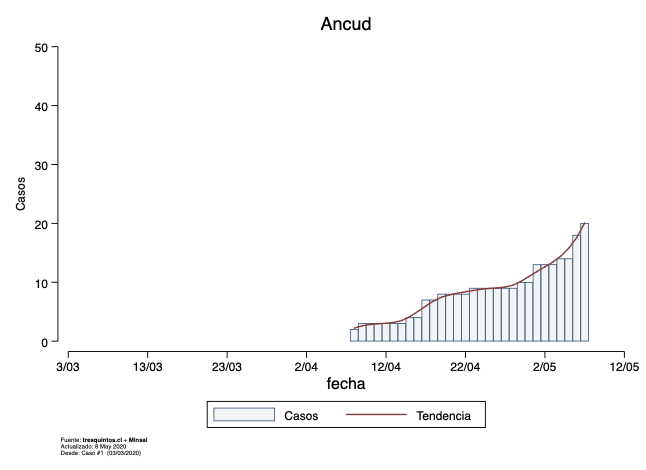 Ancud
50
40
30
20
10
0
Casos
3/03 13/03 23/03 2/04 12/04 22/04 2/05 12/05
fecha
Casos Tendencia
Fuente: tresquintos.cl + Minsal
Actualizado: 8 May 2020
Desde: Caso #1 (03/03/2020)